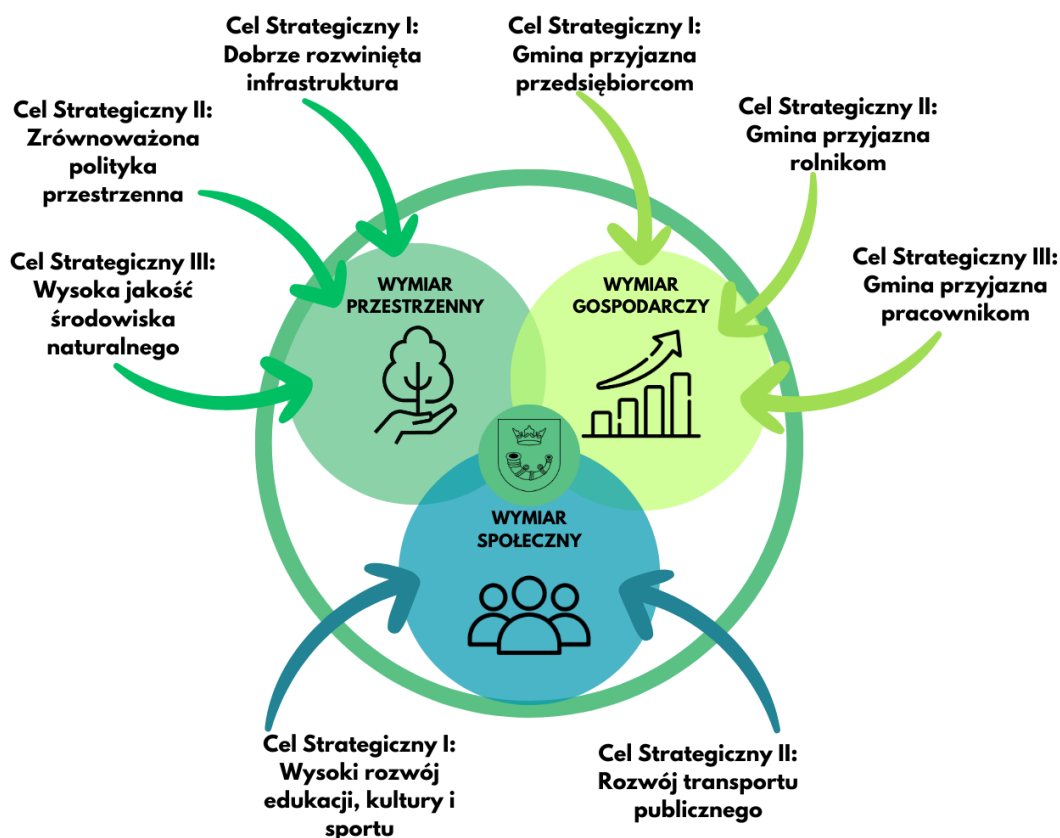 Cel Strategiczny I:
Dobrze rozwinięta
infrastruktura
Cel Strategiczny I:
Gmina przyjazna
przedsiębiorcom
Cel Strategiczny II:
Zrównoważona
polityka
przestrzenna
Cel Strategiczny II:
Gmina przyjazna
rolnikom
Cel Strategiczny III:
Wysoka jakość
środowiska
naturalnego
Cel Strategiczny III:
Gmina przyjazna
pracownikom
WYMIAR
PRZESTRZENNY
WYMIAR
GOSPODARCZY
WYMIAR
SPOŁECZNY
Cel Strategiczny I:
Wysoki rozwój
edukacji, kultury i
sportu
Cel Strategiczny II:
Rozwój transportu
publicznego